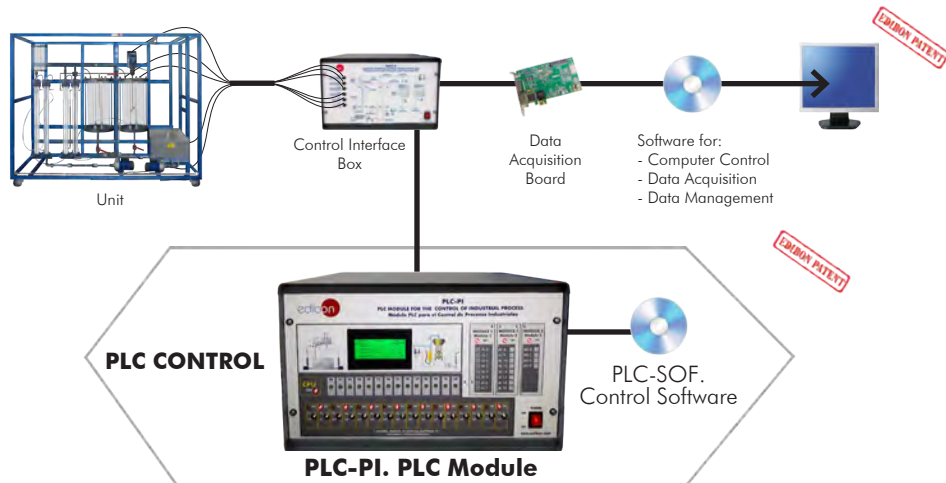 EDIBON PATENT
Unit
Control Interface
Box
Data
Acquisition
Board
Software for:
- Computer Control
- Data Acquisition
- Data Management
EDIBON PATENT
PLC CONTROL
edibon
PLC-PI
PLC MODULE FOR THE CONTROL OF INDUSTRIAL PROCESS
Módulo PLC para el Control de Procesos Industriales
CPU
PLC-SOF.
Control Software
PLC-PI. PLC Module